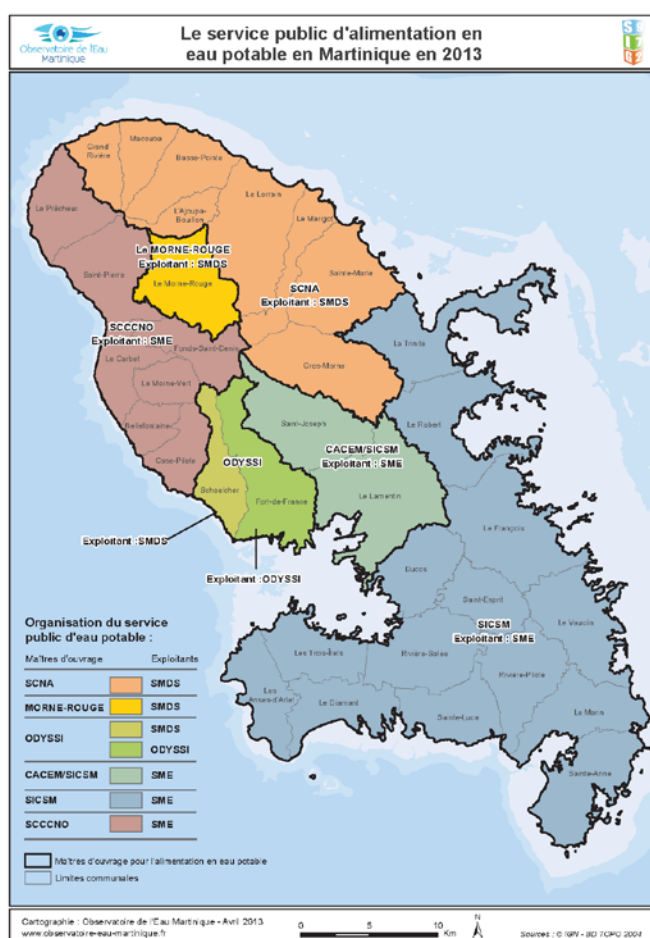 Observatoire de l'Eau
Martinique
Le service public d'alimentation en
eau potable en Martinique en 2013
Grand'
Rivière
Macouba
Basse-Pointe
Le Lorrain
Le Prêcheur
L'Ajoupa-
Bouillon
Le Marigot
Le MORNE-ROUGE
Exploitant : SMDS
Saint-Pierre
Le Morne-Rouge
Sainte-Marie
SCNA
Exploitant : SMDS
SCCCNO
Exploitant : SME
Fonds-Saint-Denis
Le Carbet
La Trinité
Gros-Morne
Le Morne-Vert
Bellefontaine
Saint-Joseph
Le Robert
CACEM/SICSM
Exploitant : SME
Case-Pilote
ODYSSI
Schoelcher
Fort-de-France
Le Lamentin
Le François
Exploitant : SMDS
Exploitant :ODYSSI
Ducos
Saint-Esprit
SICSM
Exploitant : SME
Le Vauclin
Les Trois-Îlets
Rivière-Salée
Rivière-Pilote
Les
Anses-d'Arlet
Le Diamant
Sainte-Luce
Le Marin
Sainte-Anne
Organisation du service
public d'eau potable :
Maîtres d'ouvrage Exploitants
SCNA SMDS
MORNE-ROUGE SMDS
ODYSSI SMDS
ODYSSI
CACEM/SICSM SME
SICSM SME
SCCCNO SME
Maîtres d'ouvrage pour l'alimentation en eau potable
Limites communales
Cartographie : Observatoire de l'Eau Martinique - Avril 2013
www.observatoire-eau-martinique.fr
0 5 10
Km
N
Sources : © IGN - BD TOPO 2004